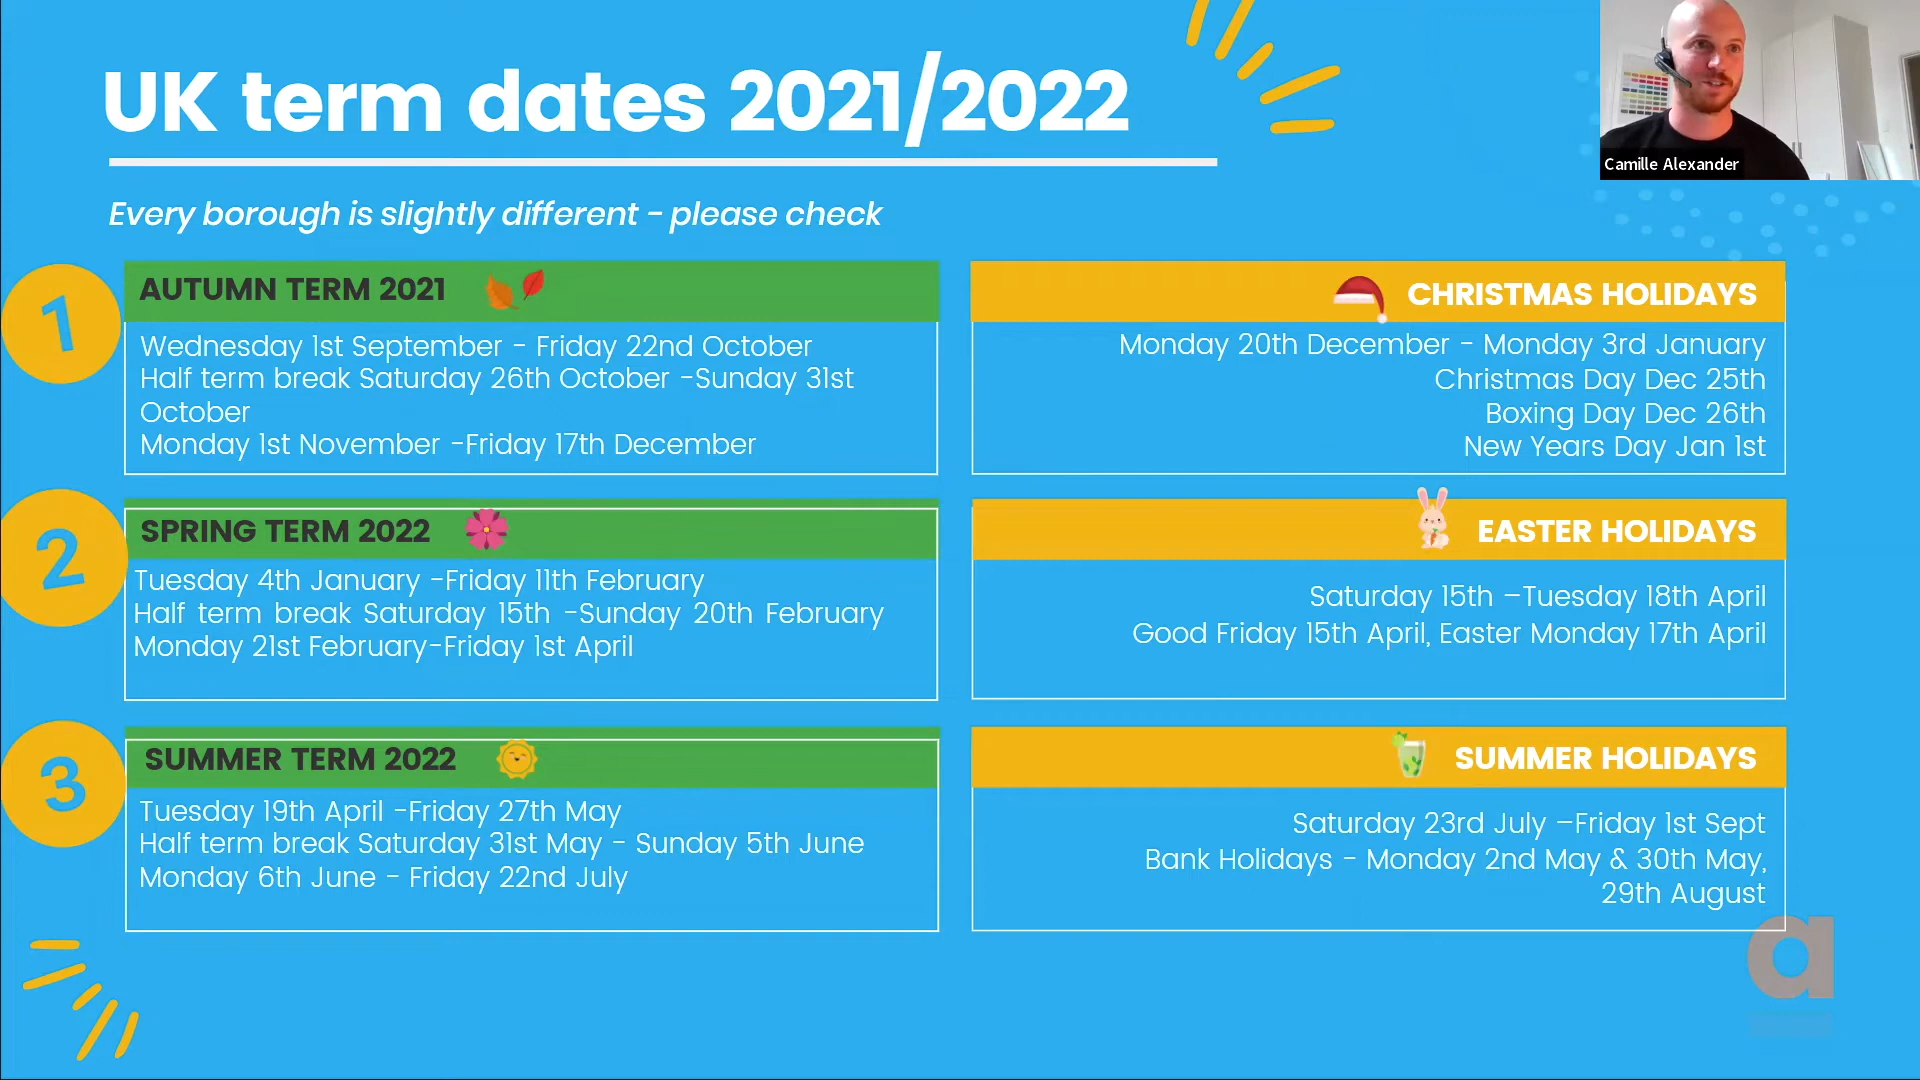 UK term dates 2021/2022
Camille Alexander
Every borough is slightly different - please check
1
AUTUMN TERM 2021
Wednesday 1st September - Friday 22nd October
Half term break Saturday 26th October -Sunday 31st
October
Monday 1st November -Friday 17th December
CHRISTMAS HOLIDAYS
Monday 20th December - Monday 3rd January
Christmas Day Dec 25th
Boxing Day Dec 26th
New Years Day Jan 1st
2
SPRING TERM 2022
Tuesday 4th January -Friday 11th February
Half term break Saturday 15th -Sunday 20th February
Monday 21st February-Friday 1st April
EASTER HOLIDAYS
Saturday 15th –Tuesday 18th April
Good Friday 15th April, Easter Monday 17th April
3
SUMMER TERM 2022
Tuesday 19th April -Friday 27th May
Half term break Saturday 31st May - Sunday 5th June
Monday 6th June - Friday 22nd July
SUMMER HOLIDAYS
Saturday 23rd July –Friday 1st Sept
Bank Holidays - Monday 2nd May & 30th May,
29th August
a